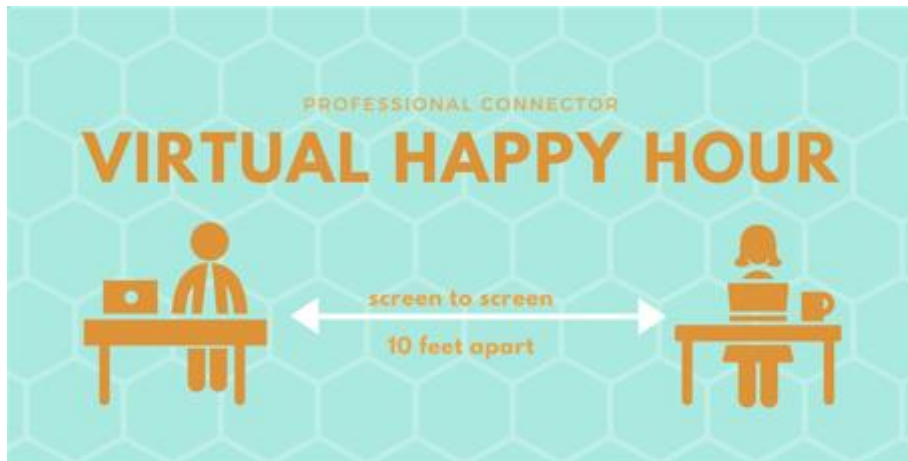 PROFESSIONAL CONNECTOR
VIRTUAL HAPPY HOUR
screen to screen
10 feet apart